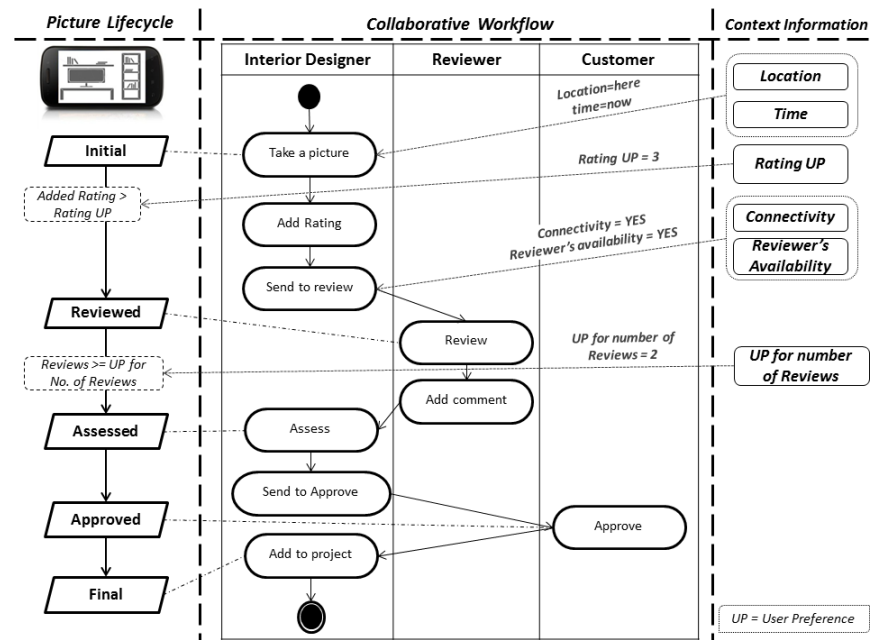 Picture Lifecycle
Collaborative Workflow
Context Information
Interior Designer
Reviewer
Customer
Location=here
time=now
Location
Time
Initial
Take a picture
Rating UP = 3
Rating UP
Added Rating >
Rating UP
Add Rating
Connectivity = YES
Reviewer's availability = YES
Connectivity
Reviewer's
Availability
Send to review
Reviewed
Review
UP for number of
Reviews = 2
Reviews >= UP for
No. of Reviews
UP for number
of Reviews
Add comment
Assessed
Assess
Send to Approve
Approved
Approve
Add to project
Final
UP = User Preference